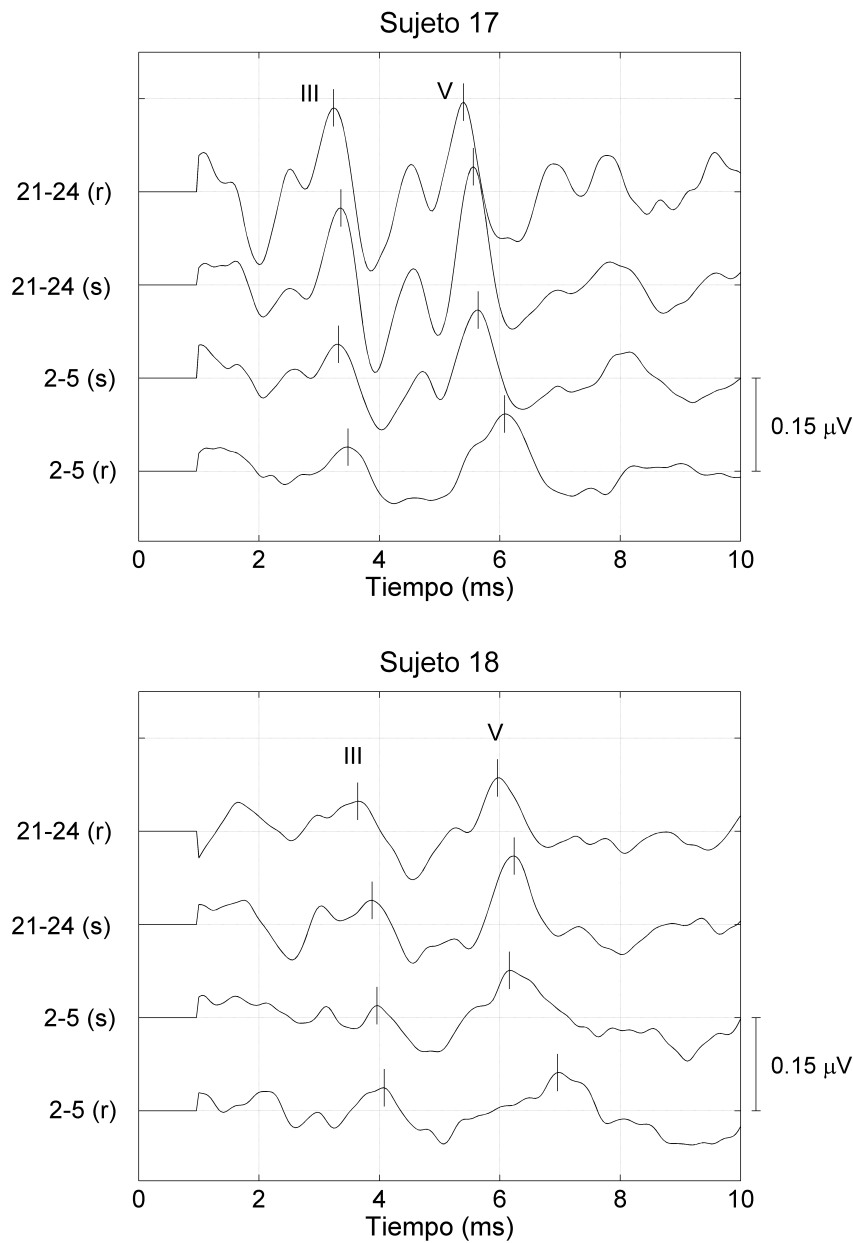 Sujeto 17
III
V
21-24 (r)
21-24 (s)
2-5 (s)
2-5 (r)
0.15 μV
0 2 4 6 8 10
Tiempo (ms)
Sujeto 18
III
V
21-24 (r)
21-24 (s)
2-5 (s)
2-5 (r)
0.15 μV
0 2 4 6 8 10
Tiempo (ms)